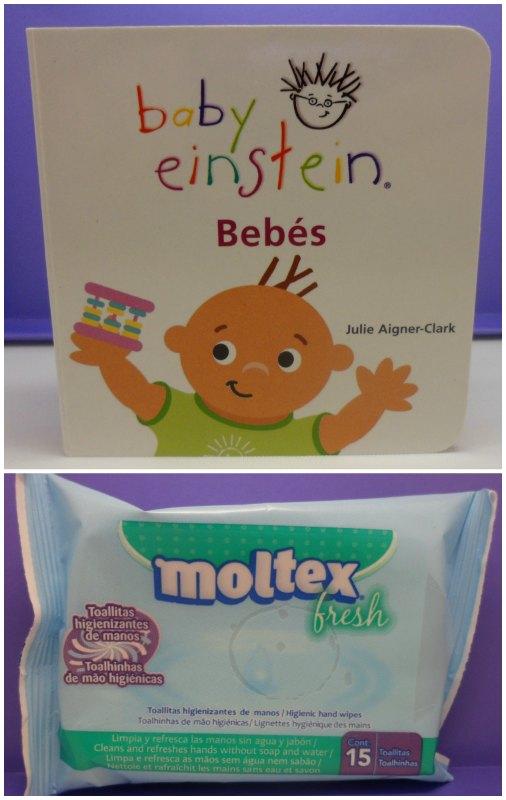 baby
einstein®
Bebés
Julie Aigner-Clark
moltex
fresh
Toallitas
higienizantes
de manos
Toalhinhas
de mão higiénicas
Toallitas higienizantes de manos / Higienic hand wipes
Toalhinhas de mão higiénicas / Lignettes hygiénique des mains
Limpia y refresca las manos sin agua y jabón /
Cleans and refreshes hands without soap and water /
Limpa e refresca as mãos sem água nem sabão /
Nettoie et rafraîchit les mains sans eau et savon
Cont.
15 Toallitas
Toalhinhas